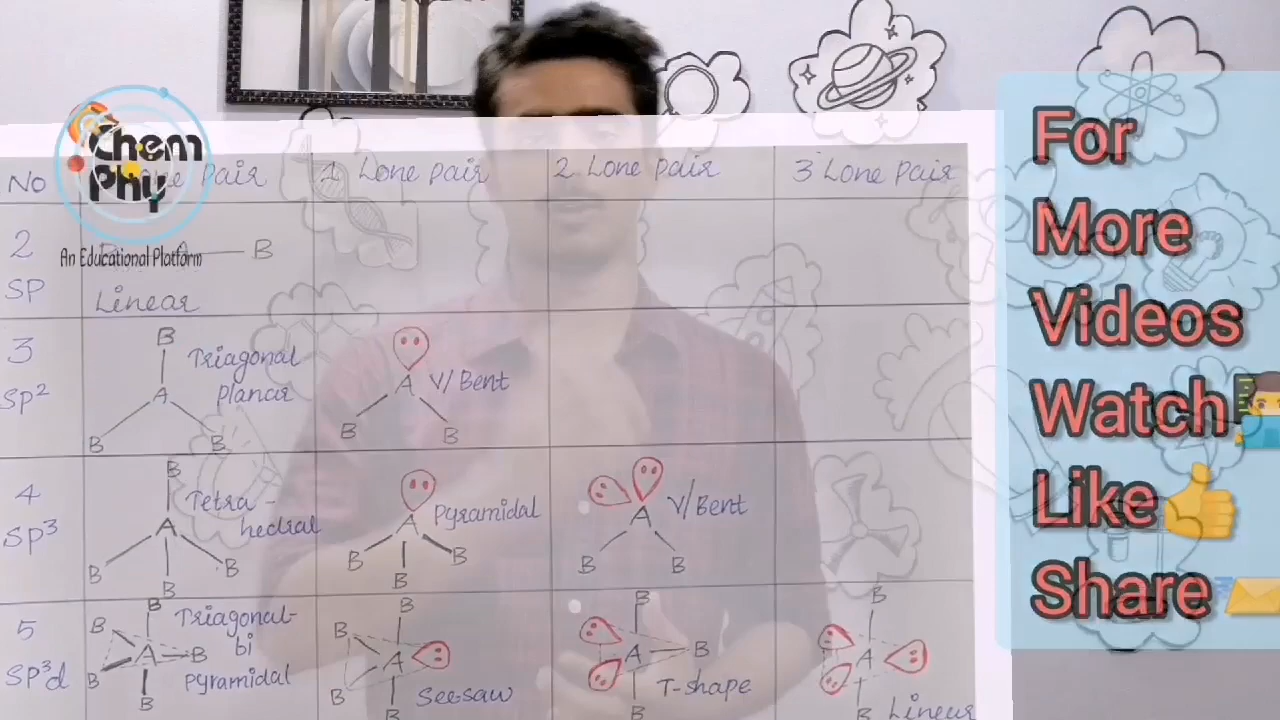 Chem
Phy
An Educational Platform
No
Lone pair
1 Lone pair
2 Lone pair
3 Lone pair
2
SP
A
B
Linear
3
SP²
B
A
B
B
Triagonal
planar
A
B
B
V/Bent
4
SP³
B
A
B
B
B
Tetra-
hedral
A
B
B
B
Pyramidal
A
B
B
V/Bent
5
SP³d
B
B
A
B
B
B
Triagonal-
bi
pyramidal
B
B
A
B
B
See-saw
B
A
B
B
T-shape
B
A
B
Linear
For
More
Videos
Watch
Like
Share